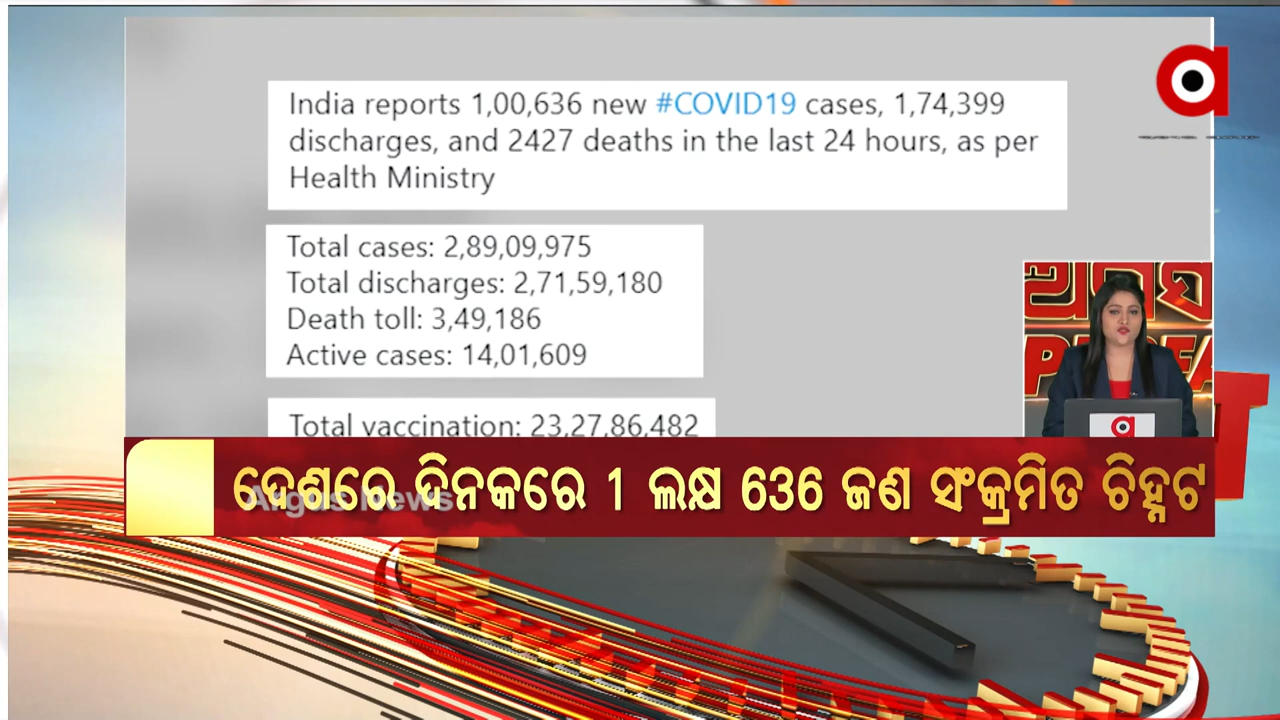 India reports 1,00,636 new #COVID19 cases, 1,74,399
discharges, and 2427 deaths in the last 24 hours, as per
Health Ministry
Total cases: 2,89,09,975
Total discharges: 2,71,59,180
Death toll: 3,49,186
Active cases: 14,01,609
Total vaccination: 23,27,86,482
ଦେଶରେ ଦିନକରେ 1 ଲକ୍ଷ 636 ଜଣ ସଂକ୍ରମିତ ଚିହ୍ନଟ
Argus News